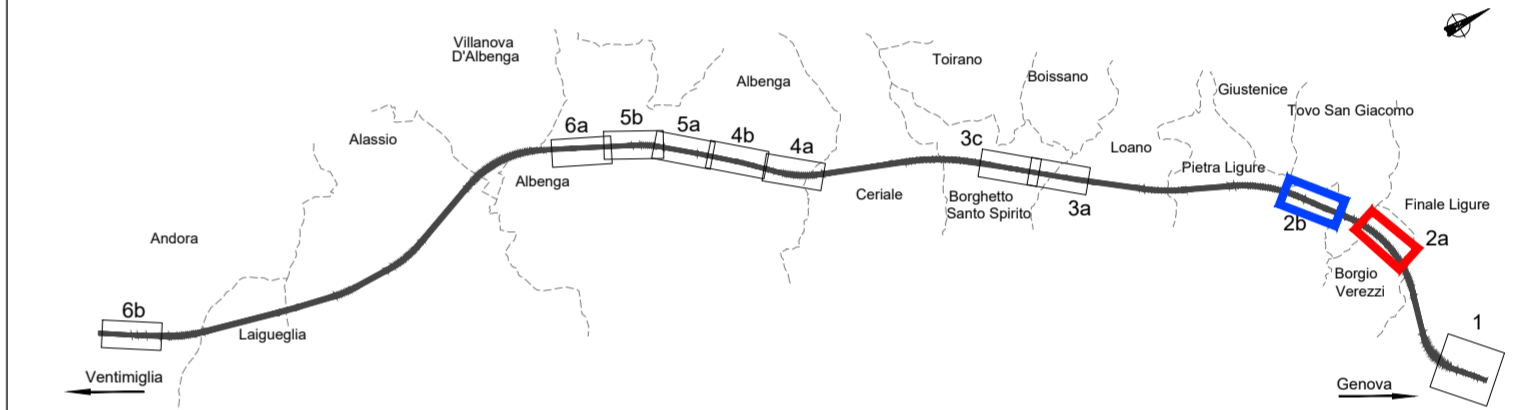 Villanova
D'Albenga
Toirano
Boissano
Albenga
Giustenice
Tovo San Giacomo
Alassio
6a
5b
5a
4b
4a
3c
Loano
Pietra Ligure
Albenga
Ceriale
Borghetto
Santo Spirito
3a
2b
Finale Ligure
2a
Andora
Borgio
Verezzi
6b
Laigueglia
1
Ventimiglia
Genova